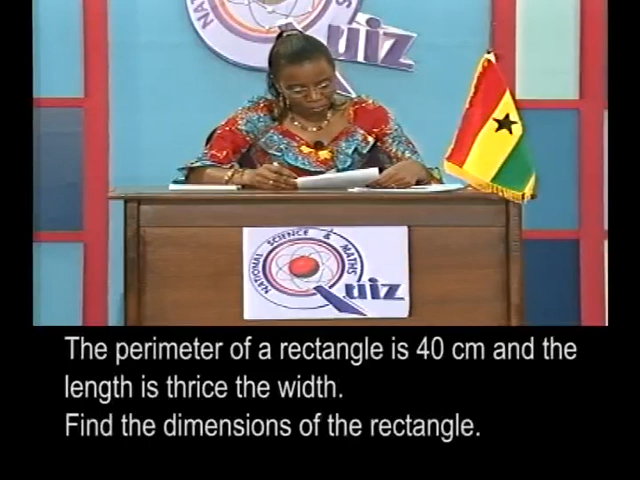 NATIONAL
Quiz
NATIONAL SCIENCE & MATHS
Quiz
The perimeter of a rectangle is 40 cm and the
length is thrice the width.
Find the dimensions of the rectangle.